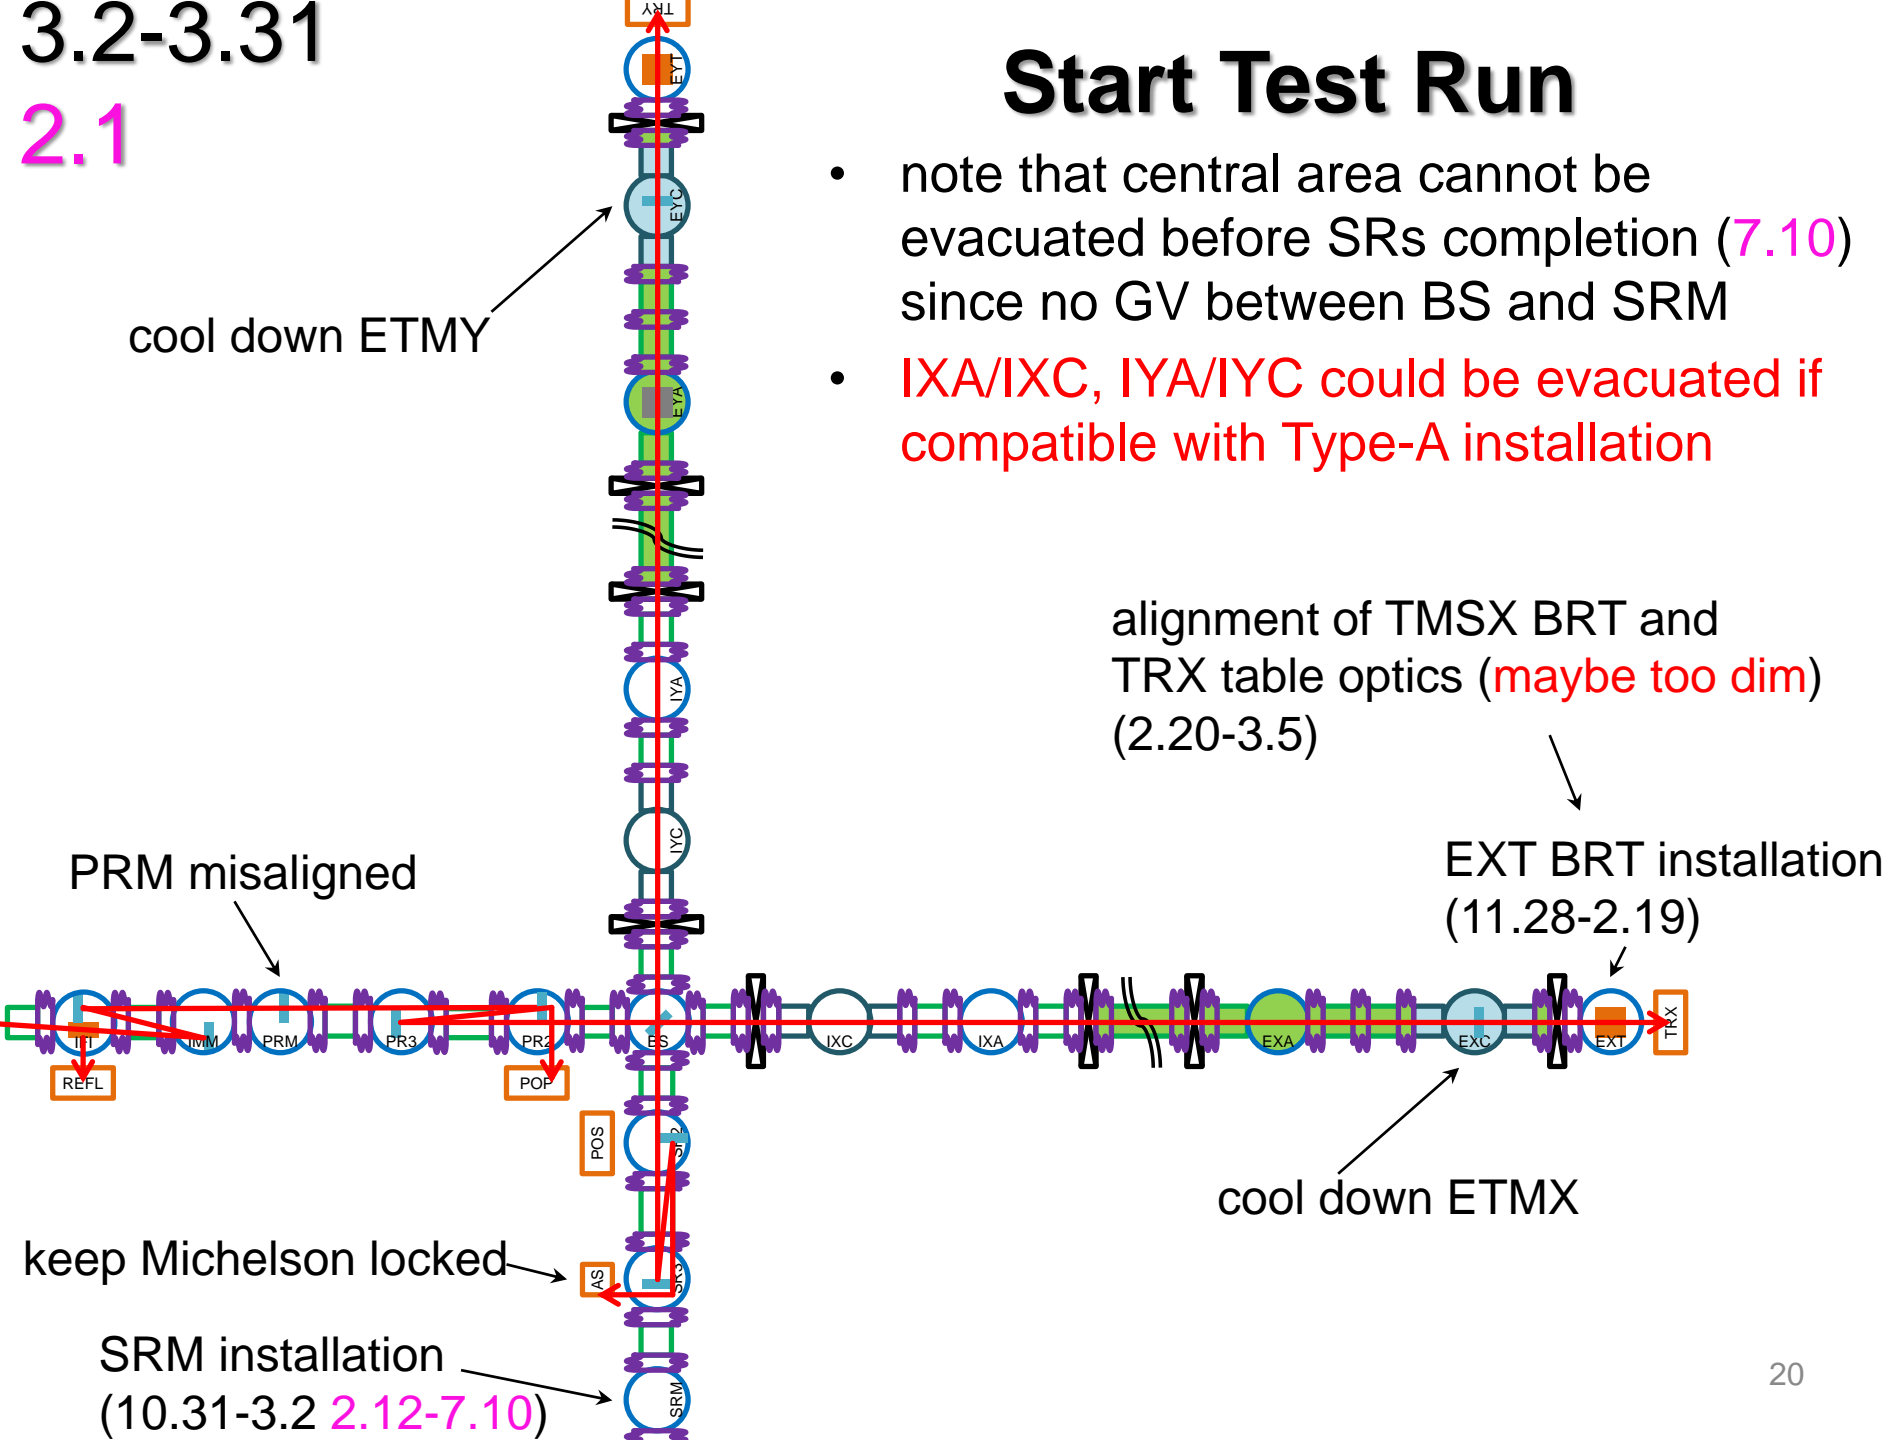 3.2-3.31
2.1
Start Test Run
• note that central area cannot be
evacuated before SRs completion (7.10)
since no GV between BS and SRM
• IXA/IXC, IYA/IYC could be evacuated if
compatible with Type-A installation
TRY
EYT
EYC
cool down ETMY
EYA
alignment of TMSX BRT and
TRX table optics (maybe too dim)
(2.20-3.5)
IYA
IYC
PRM misaligned
EXT BRT installation
(11.28-2.19)
IFI
IMM
PRM
PR3
PR2
BS
IXC
IXA
EXA
EXC
EXT
TRX
REFL
POP
POS
SR2
cool down ETMX
keep Michelson locked
AS
SR3
SRM installation
(10.31-3.2 2.12-7.10)
SRM
20